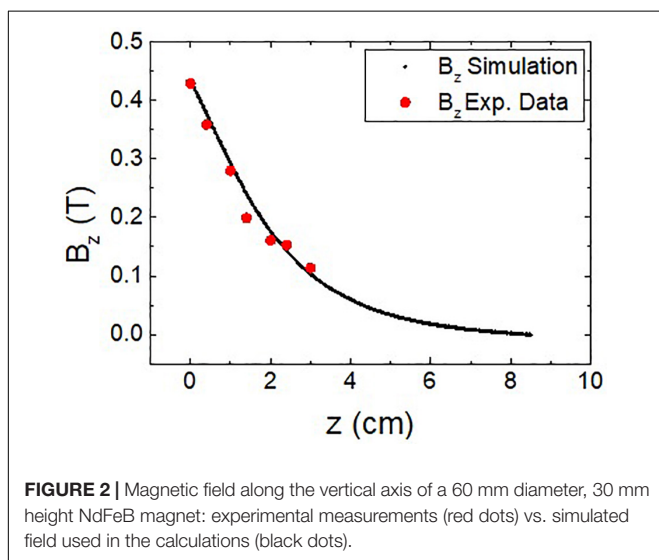 0.5
0.4
0.3
0.2
0.1
0.0
B_z (T)
B_z Simulation
B_z Exp. Data
0 2 4 6 8 10
z (cm)
FIGURE 2 | Magnetic field along the vertical axis of a 60 mm diameter, 30 mm
height NdFeB magnet: experimental measurements (red dots) vs. simulated
field used in the calculations (black dots).